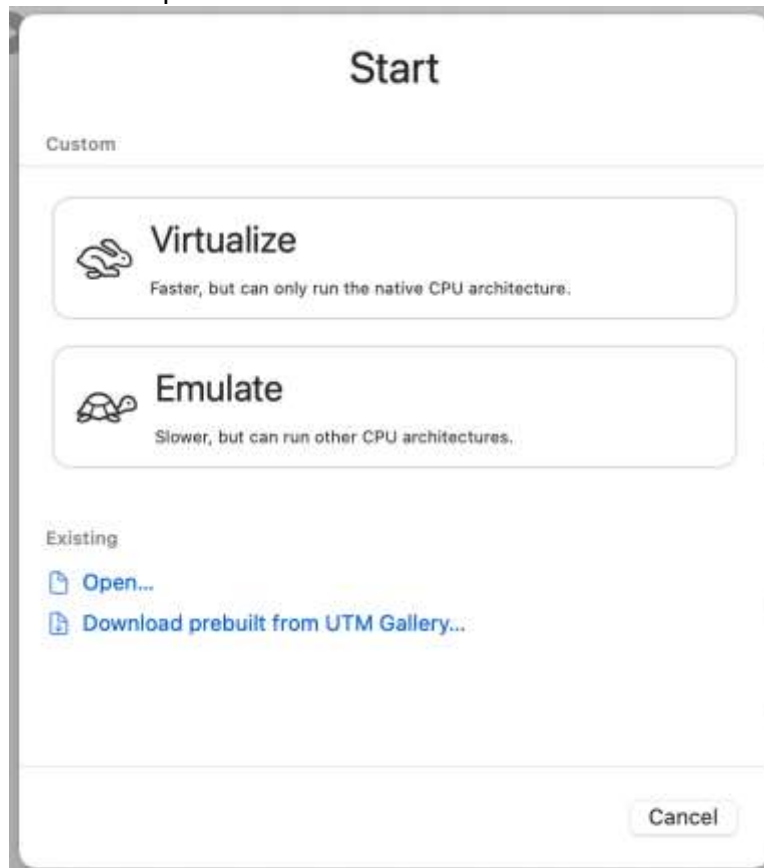 Start
Custom
Virtualize
Faster, but can only run the native CPU architecture.
Emulate
Slower, but can run other CPU architectures.
Existing
Open...
Download prebuilt from UTM Gallery...
Cancel